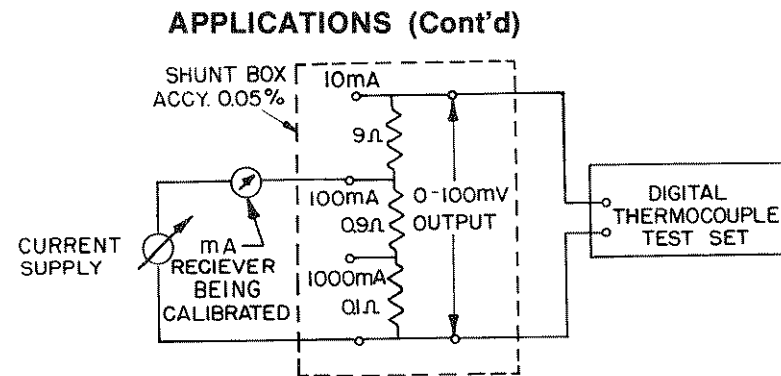 APPLICATIONS (Cont'd)
SHUNT BOX
ACCY. 0.05%
10mA
9Ω
100mA
0.9Ω
1000mA
0.1Ω
0-100mV
OUTPUT
CURRENT
SUPPLY
mA
RECIEVER
BEING
CALIBRATED
DIGITAL
THERMOCOUPLE
TEST SET